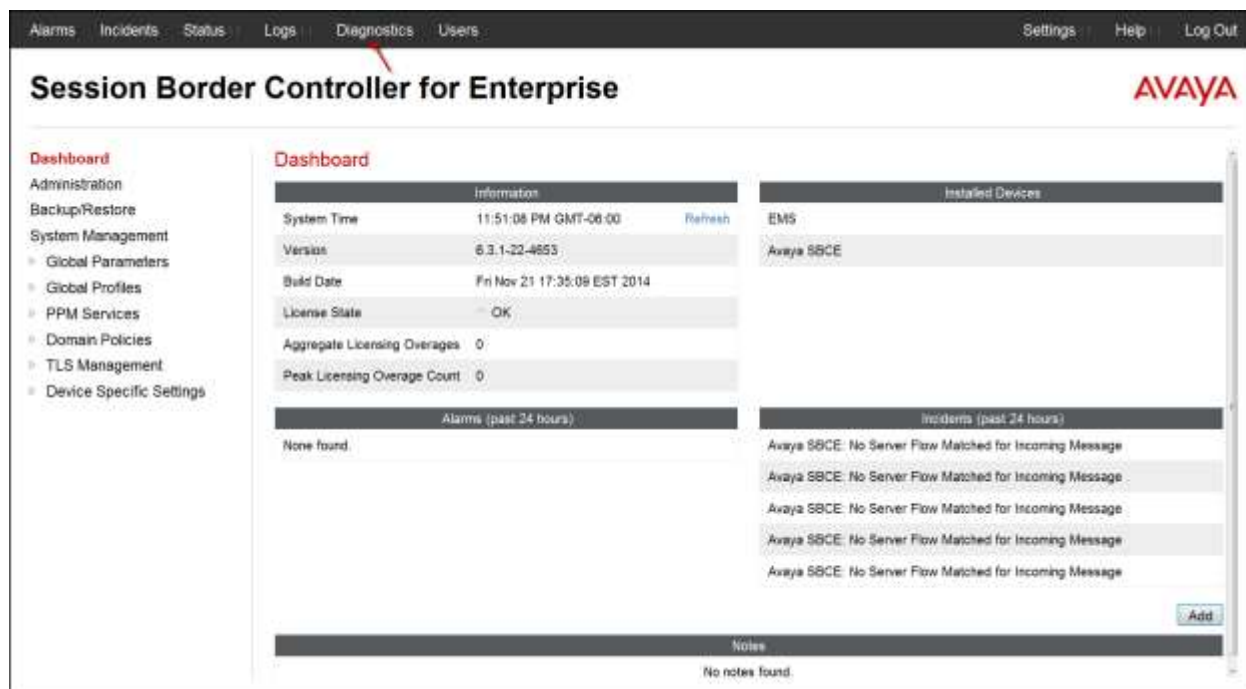 Alarms Incidents Status Logs Diagnostics Users Settings Help Log Out
Session Border Controller for Enterprise
AVAYA
Dashboard
Administration
Backup/Restore
System Management
Global Parameters
Global Profiles
PPM Services
Domain Policies
TLS Management
Device Specific Settings
Dashboard
Information
System Time 11:51:08 PM GMT-06:00 Refresh
Version 6.3.1-22-4653
Build Date Fri Nov 21 17:35:09 EST 2014
License State OK
Aggregate Licensing Overages 0
Peak Licensing Overage Count 0
Installed Devices
EMS
Avaya SBCE
Alarms (past 24 hours)
None found.
Incidents (past 24 hours)
Avaya SBCE: No Server Flow Matched for Incoming Message
Avaya SBCE: No Server Flow Matched for Incoming Message
Avaya SBCE: No Server Flow Matched for Incoming Message
Avaya SBCE: No Server Flow Matched for Incoming Message
Avaya SBCE: No Server Flow Matched for Incoming Message
Add
Notes
No notes found.